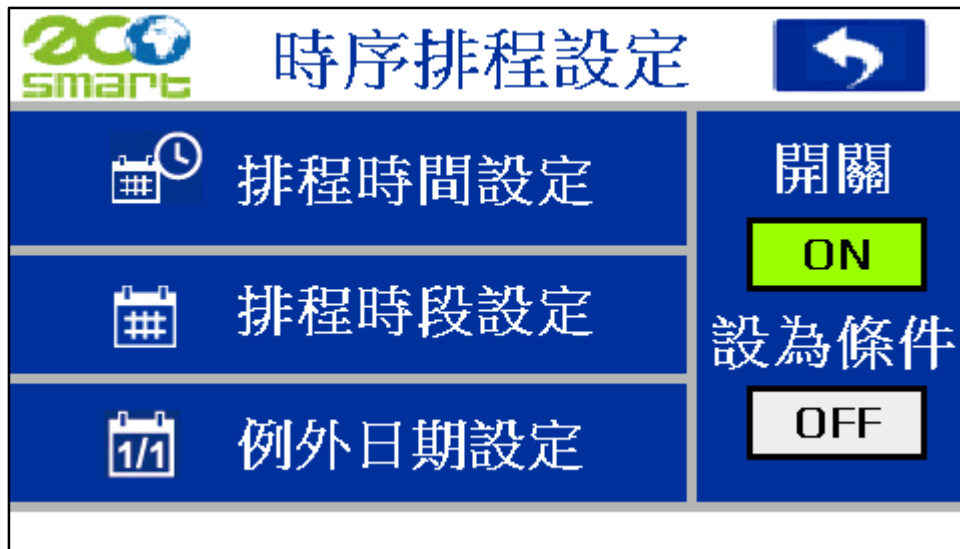 eco
smart
時序排程設定
排程時間設定
排程時段設定
1/1
例外日期設定
開關
ON
設為條件
OFF